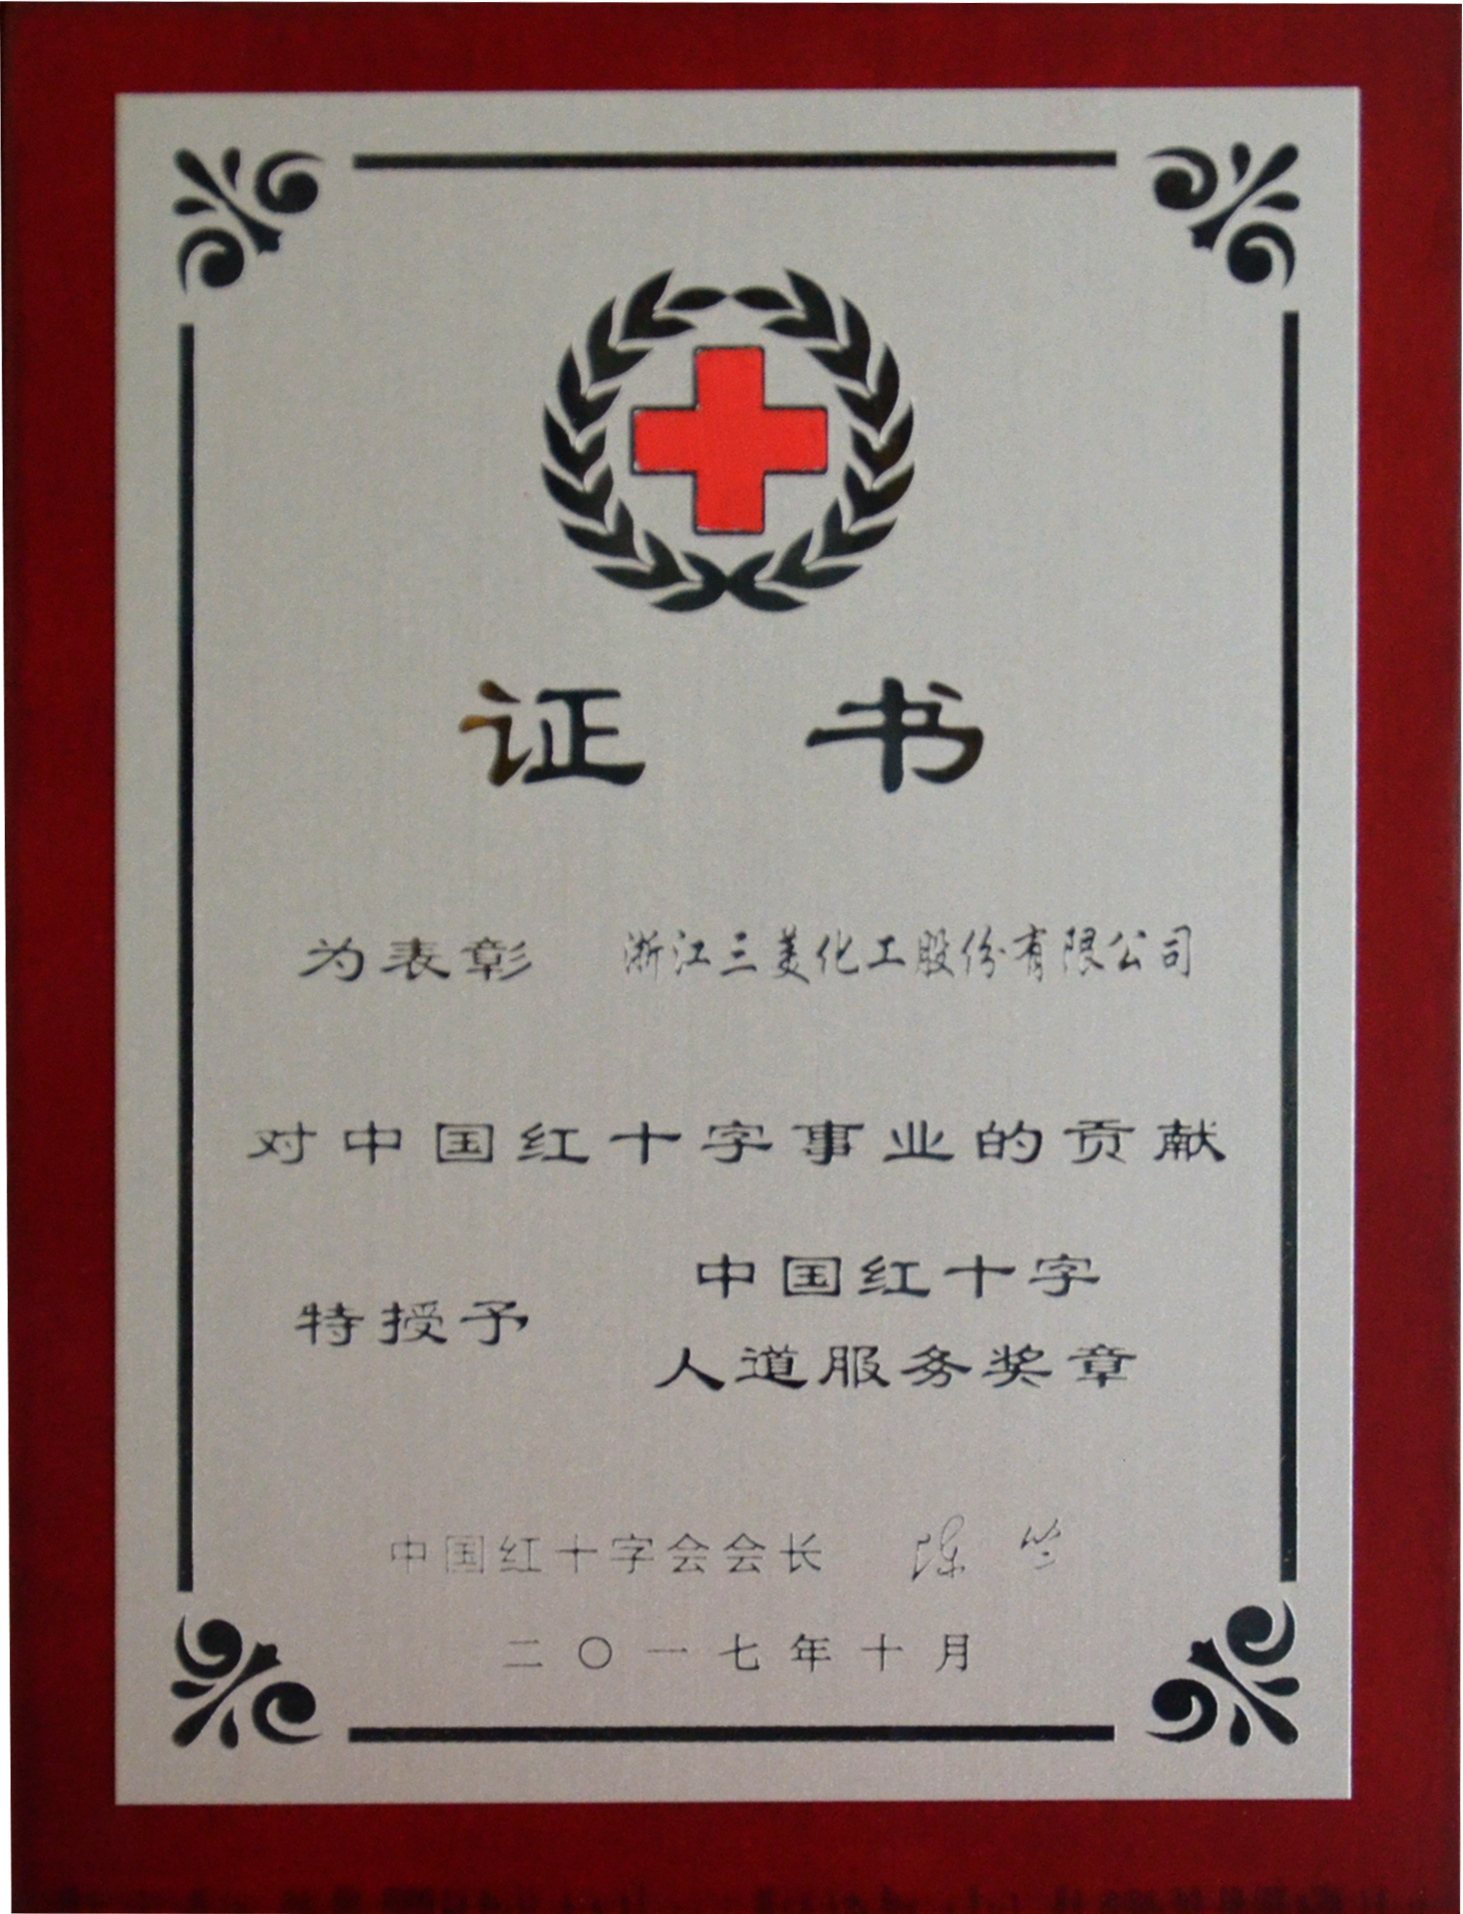 证书
为表彰 浙江三美化工股份有限公司
对中国红十字事业的贡献
特授予 中国红十字
人道服务奖章
中国红十字会会长 陈竺
二〇一七年十月